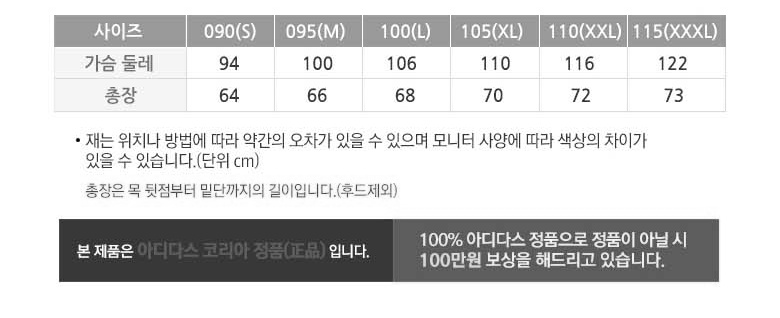 사이즈 090(S) 095(M) 100(L) 105(XL) 110(XXL) 115(XXXL)
가슴 둘레 94 100 106 110 116 122
총장 64 66 68 70 72 73
• 재는 위치나 방법에 따라 약간의 오차가 있을 수 있으며 모니터 사양에 따라 색상의 차이가
있을 수 있습니다.(단위 cm)
총장은 목 뒷점부터 밑단까지의 길이입니다.(후드제외)
본 제품은 아디다스 코리아 정품(正品) 입니다.
100% 아디다스 정품으로 정품이 아닐 시
100만원 보상을 해드리고 있습니다.